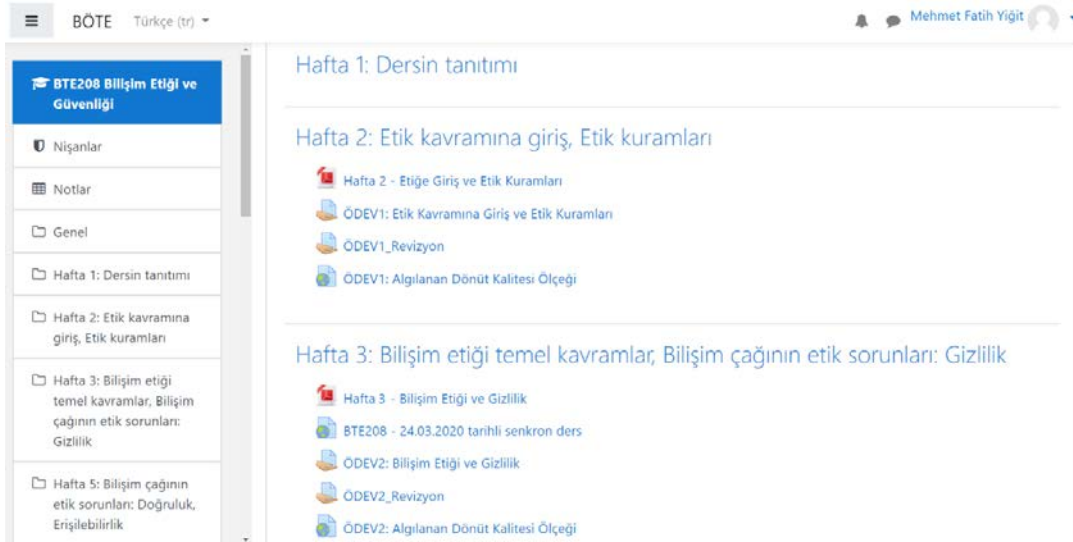 BÖTE Türkçe (tr)
Mehmet Fatih Yiğit
BTE208 Bilişim Etiği ve
Güvenliği
Nişanlar
Notlar
Genel
Hafta 1: Dersin tanıtımı
Hafta 2: Etik kavramına
giriş, Etik kuramları
Hafta 3: Bilişim etiği
temel kavramlar, Bilişim
çağının etik sorunları:
Gizlilik
Hafta 5: Bilişim çağının
etik sorunları: Doğruluk,
Erişilebilirlik
Hafta 1: Dersin tanıtımı
Hafta 2: Etik kavramına giriş, Etik kuramları
Hafta 2 - Etiğe Giriş ve Etik Kuramları
ÖDEV1: Etik Kavramına Giriş ve Etik Kuramları
ÖDEV1_Revizyon
ÖDEV1: Algılanan Dönüt Kalitesi Ölçeği
Hafta 3: Bilişim etiği temel kavramlar, Bilişim çağının etik sorunları: Gizlilik
Hafta 3 - Bilişim Etiği ve Gizlilik
BTE208 - 24.03.2020 tarihli senkron ders
ÖDEV2: Bilişim Etiği ve Gizlilik
ÖDEV2_Revizyon
ÖDEV2: Algılanan Dönüt Kalitesi Ölçeği